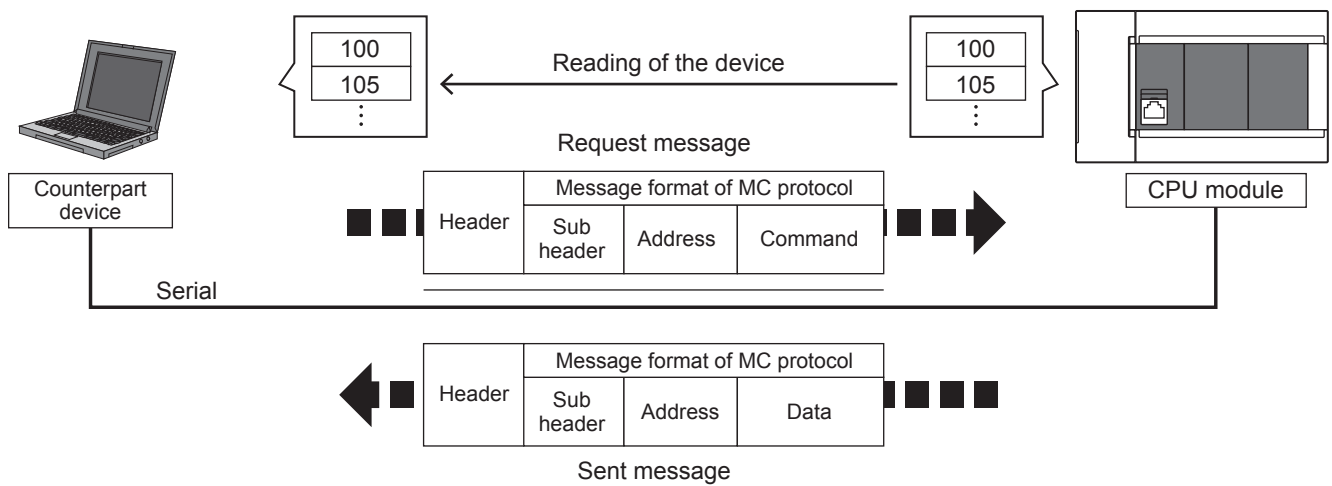 100
105
Reading of the device
100
105
Request message
Counterpart
device
CPU module
Message format of MC protocol
Header
Sub
header
Address
Command
Serial
Message format of MC protocol
Header
Sub
header
Address
Data
Sent message